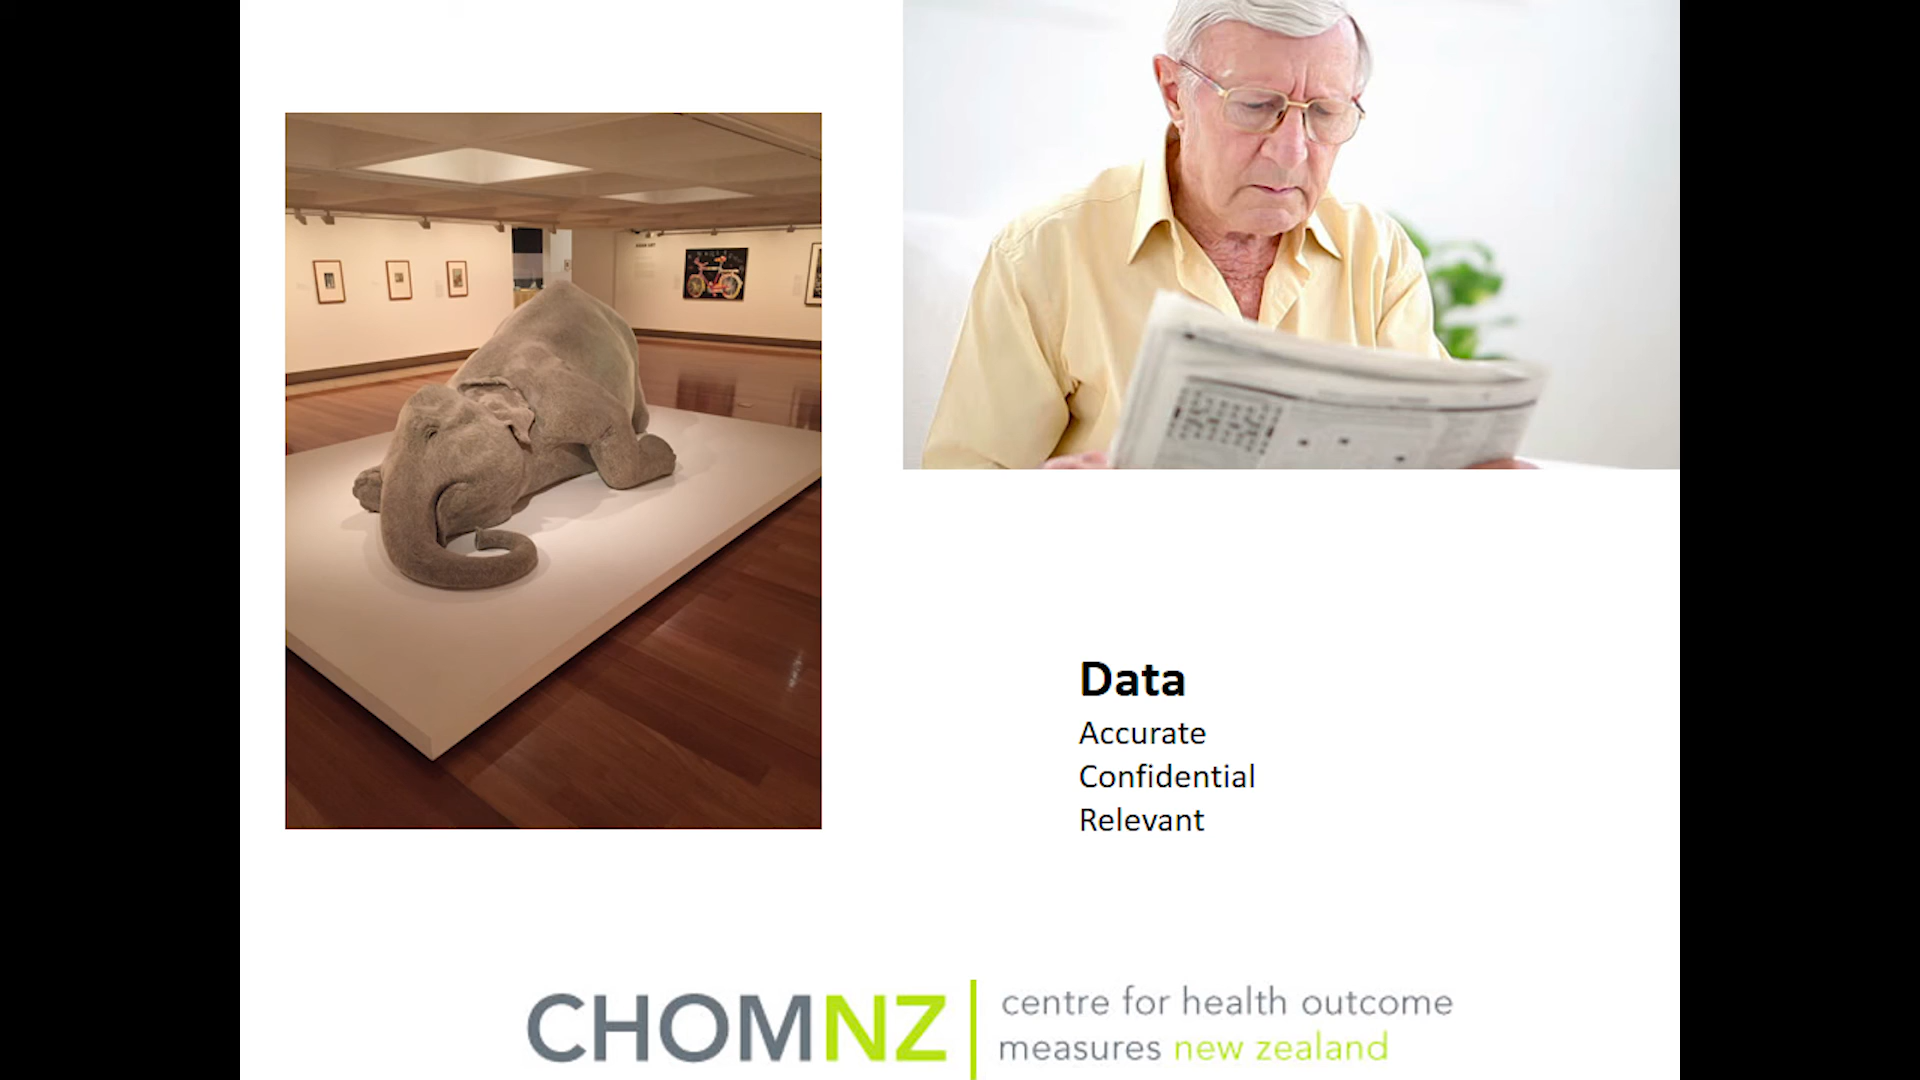 Data
Accurate
Confidential
Relevant
CHOMNZ
centre for health outcome
measures new zealand